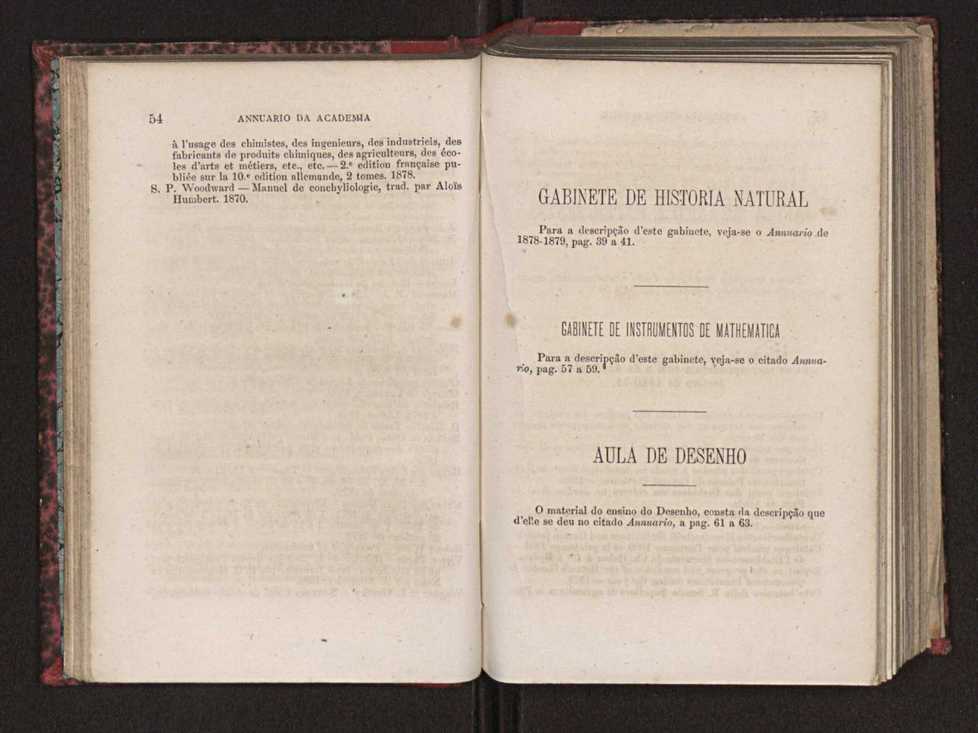 54 ANNUARIO DA ACADEMIA
à l'usage des chimistes, des ingenieurs, des industriels, des
fabricants de produits chimiques, des agriculteurs, des éco-
les d'arts et métiers, etc., etc. — 2.e edition française pu-
bliée sur la 10.e edition allemande, 2 tomes. 1878.
S. P. Woodward — Manuel de conchyliologie, trad. par Aloïs
Humbert. 1870.
GABINETE DE HISTORIA NATURAL
Para a descripção d'este gabinete, veja-se o Annuario de
1878-1879, pag. 39 a 41.
GABINETE DE INSTRUMENTOS DE MATHEMATICA
Para a descripção d'este gabinete, veja-se o citado Annua-
rio, pag. 57 a 59.
AULA DE DESENHO
O material do ensino do Desenho, consta da descripção que
d'elle se deu no citado Annuario, a pag. 61 a 63.